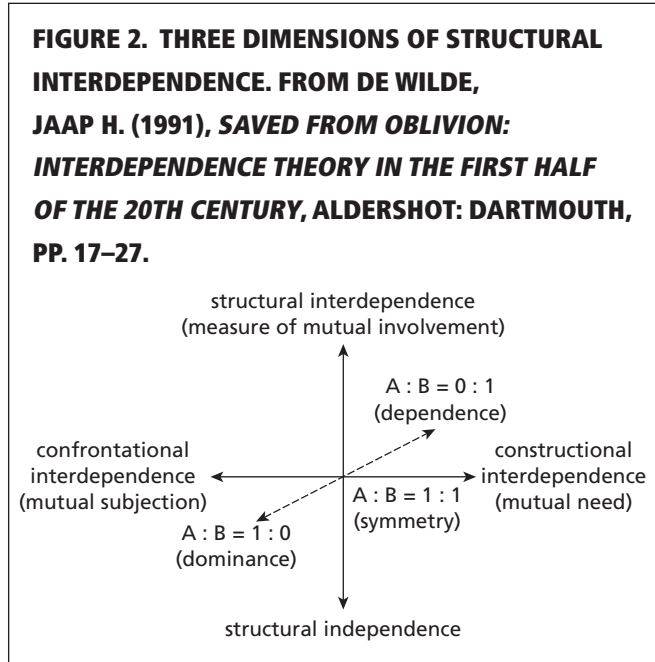 FIGURE 2. THREE DIMENSIONS OF STRUCTURAL
INTERDEPENDENCE. FROM DE WILDE,
JAAP H. (1991), SAVED FROM OBLIVION:
INTERDEPENDENCE THEORY IN THE FIRST HALF
OF THE 20TH CENTURY, ALDERSHOT: DARTMOUTH,
PP. 17–27.
structural interdependence
(measure of mutual involvement)
A : B = 0 : 1
(dependence)
confrontational
interdependence
(mutual subjection)
constructional
interdependence
(mutual need)
A : B = 1 : 1
(symmetry)
A : B = 1 : 0
(dominance)
structural independence